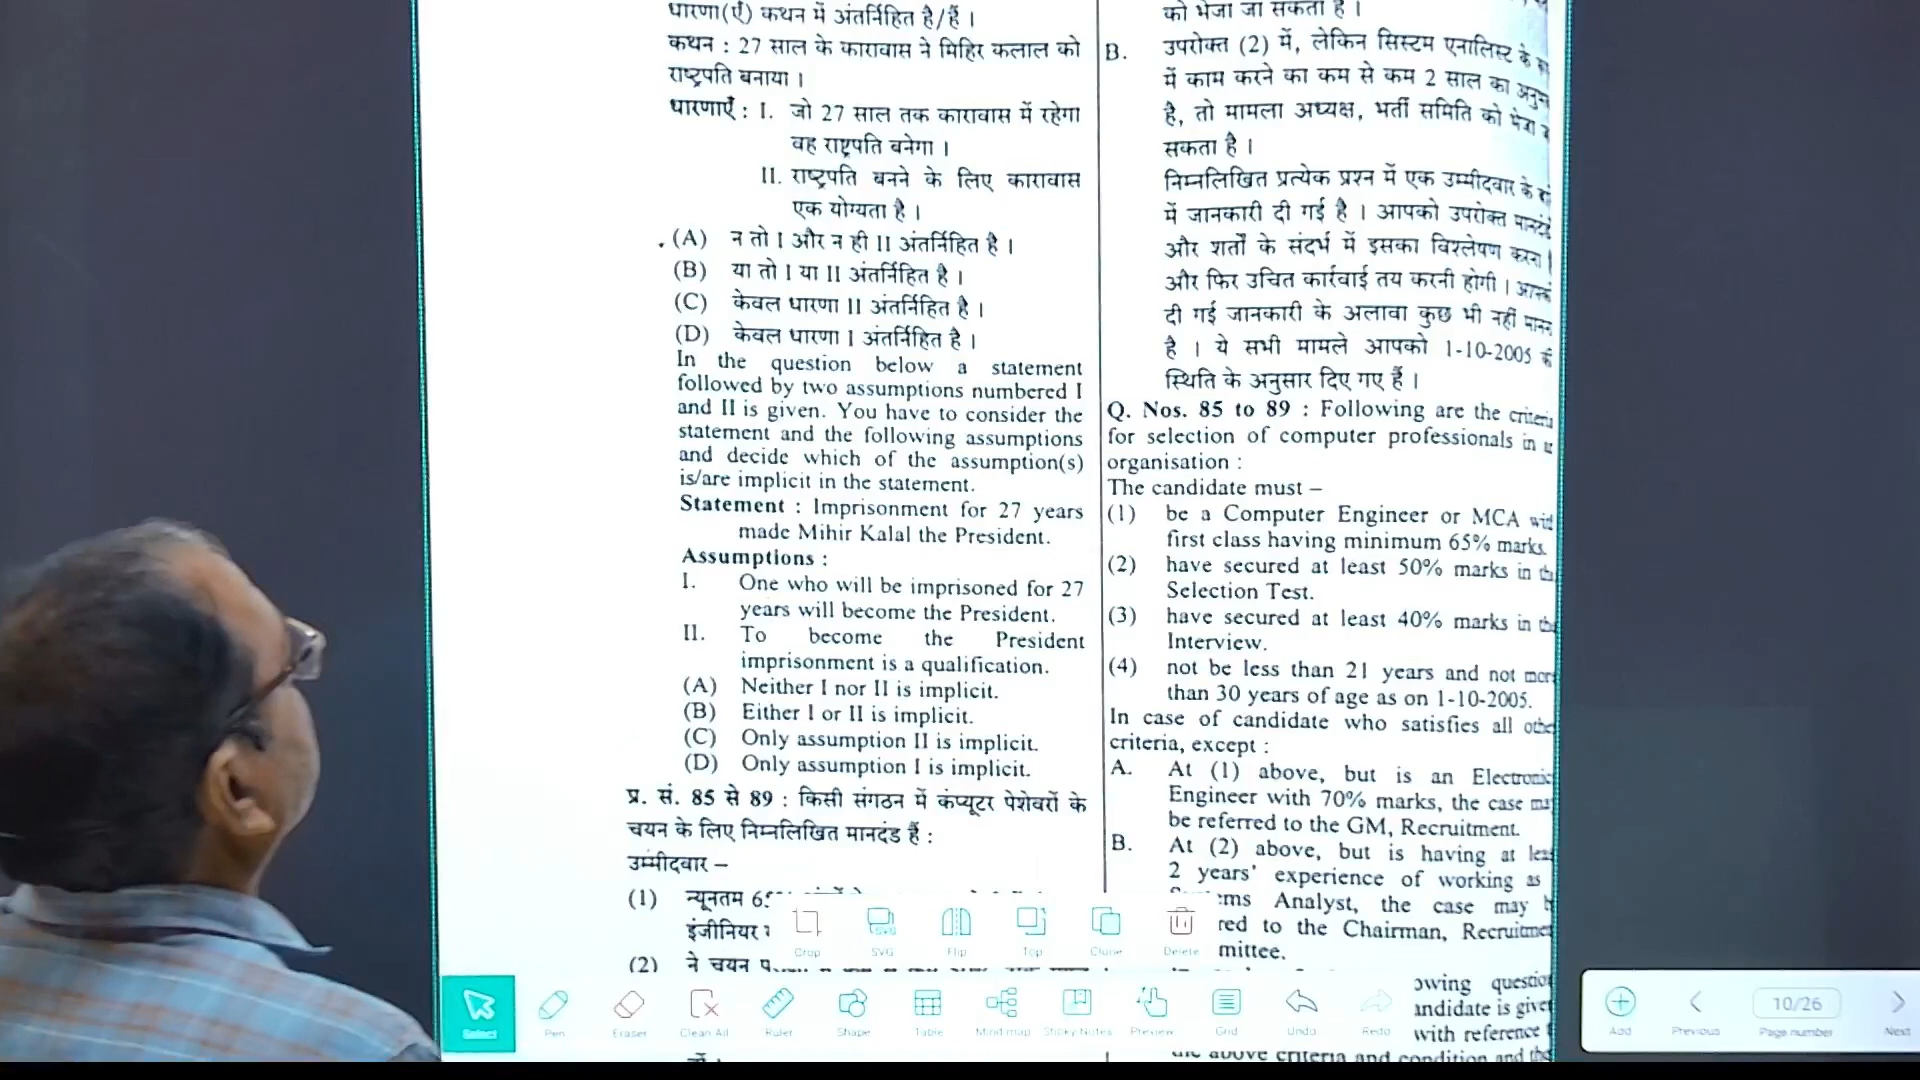 धारणा(एँ) कथन में अंतर्निहित है/हैं ।
कथन : 27 साल के कारावास ने मिहिर कलाल को
राष्ट्रपति बनाया ।
धारणाएँ : I. जो 27 साल तक कारावास में रहेगा
वह राष्ट्रपति बनेगा ।
II. राष्ट्रपति बनने के लिए कारावास
एक योग्यता है ।
(A) न तो I और न ही II अंतर्निहित है ।
(B) या तो I या II अंतर्निहित है ।
(C) केवल धारणा II अंतर्निहित है ।
(D) केवल धारणा I अंतर्निहित है ।
In the question below a statement
followed by two assumptions numbered I
and II is given. You have to consider the
statement and the following assumptions
and decide which of the assumption(s)
is/are implicit in the statement.
Statement : Imprisonment for 27 years
made Mihir Kalal the President.
Assumptions :
I. One who will be imprisoned for 27
years will become the President.
II. To become the President
imprisonment is a qualification.
(A) Neither I nor II is implicit.
(B) Either I or II is implicit.
(C) Only assumption II is implicit.
(D) Only assumption I is implicit.
प्र. सं. 85 से 89 : किसी संगठन में कंप्यूटर पेशेवरों के
चयन के लिए निम्नलिखित मानदंड हैं :
उम्मीदवार –
(1) न्यूनतम
इंजीनियर
(2) ने चयन
को भेजा जा सकता है ।
B. उपरोक्त (2) में, लेकिन सिस्टम एनालिस्ट के
में काम करने का कम से कम 2 साल का
है, तो मामला अध्यक्ष, भर्ती समिति को
सकता है ।
निम्नलिखित प्रत्येक प्रश्न में एक उम्मीदवार के
में जानकारी दी गई है । आपको उपरोक्त
और शर्तों के संदर्भ में इसका विश्लेषण करना
और फिर उचित कार्रवाई तय करनी होगी ।
दी गई जानकारी के अलावा कुछ भी नहीं
है । ये सभी मामले आपको 1-10-2005 की
स्थिति के अनुसार दिए गए हैं ।
Q. Nos. 85 to 89 : Following are the
for selection of computer professionals in
organisation :
The candidate must –
(1) be a Computer Engineer or MCA
first class having minimum 65% marks.
(2) have secured at least 50% marks in
Selection Test.
(3) have secured at least 40% marks in
Interview.
(4) not be less than 21 years and not
than 30 years of age as on 1-10-2005.
In case of candidate who satisfies all
criteria, except :
A. At (1) above, but is an
Engineer with 70% marks, the case
be referred to the GM, Recruitment.
B. At (2) above, but is having at
2 years' experience of working as
Analyst, the case may
to the Chairman,
andidate is
with reference
the above criteria and condition and
Crop SVG Flip Top Clone Delete
Select Pen Eraser Clean All Ruler Shape Table Mind map Sticky Notes Preview Grid Undo Redo
10/26
Add Previous Page number Next